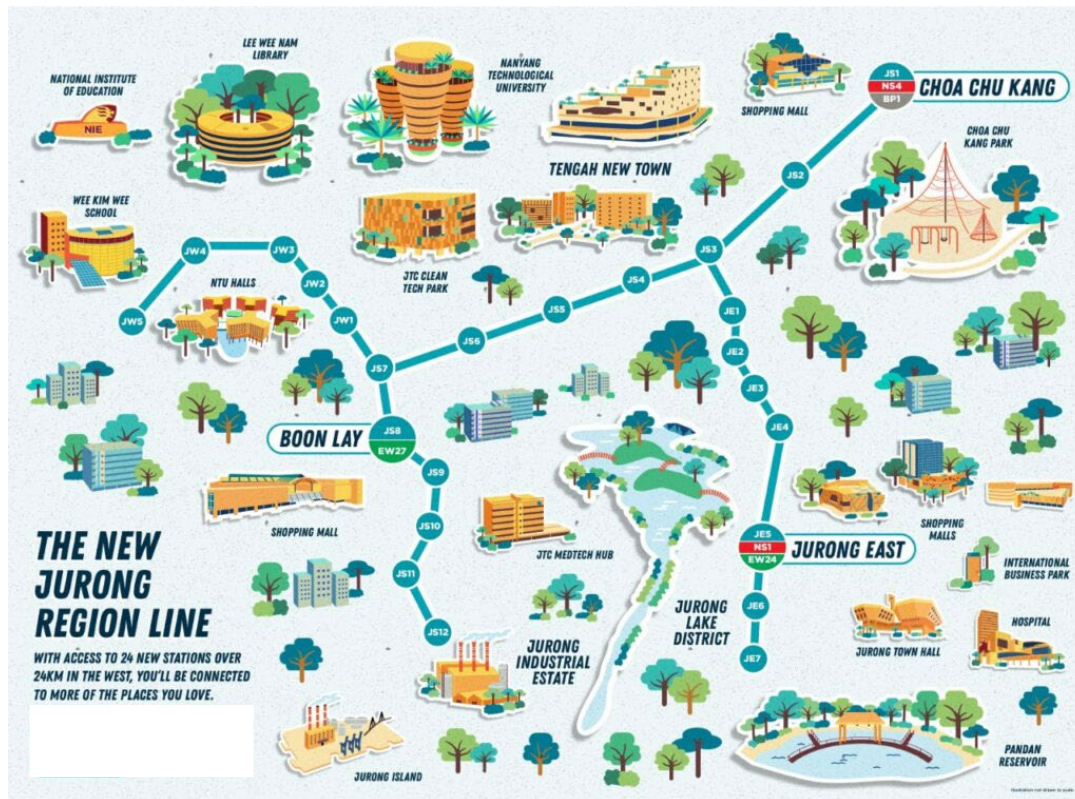 LEE WEE NAM
LIBRARY
NATIONAL INSTITUTE
OF EDUCATION
NIE
NANYANG
TECHNOLOGICAL
UNIVERSITY
SHOPPING MALL
JS1
NS4
BP1
CHOA CHU KANG
CHOA CHU
KANG PARK
TENGAH NEW TOWN
JS2
WEE KIM WEE
SCHOOL
JW4
JW3
JS3
JTC CLEAN
TECH PARK
NTU HALLS
JW2
JS4
JS5
JE1
JW5
JW1
JS6
JE2
JS7
JE3
JE4
BOON LAY
JS8
EW27
JS9
SHOPPING MALL
JS10
JTC MEDTECH HUB
SHOPPING
MALLS
JE5
NS1
EW24
JURONG EAST
INTERNATIONAL
BUSINESS PARK
THE NEW
JURONG
REGION LINE
JS11
JE6
JURONG
LAKE
DISTRICT
HOSPITAL
JS12
JURONG TOWN HALL
WITH ACCESS TO 24 NEW STATIONS OVER
24KM IN THE WEST, YOU'LL BE CONNECTED
TO MORE OF THE PLACES YOU LOVE.
JURONG
INDUSTRIAL
ESTATE
JE7
JURONG ISLAND
PANDAN
RESERVOIR
Illustration not drawn to scale